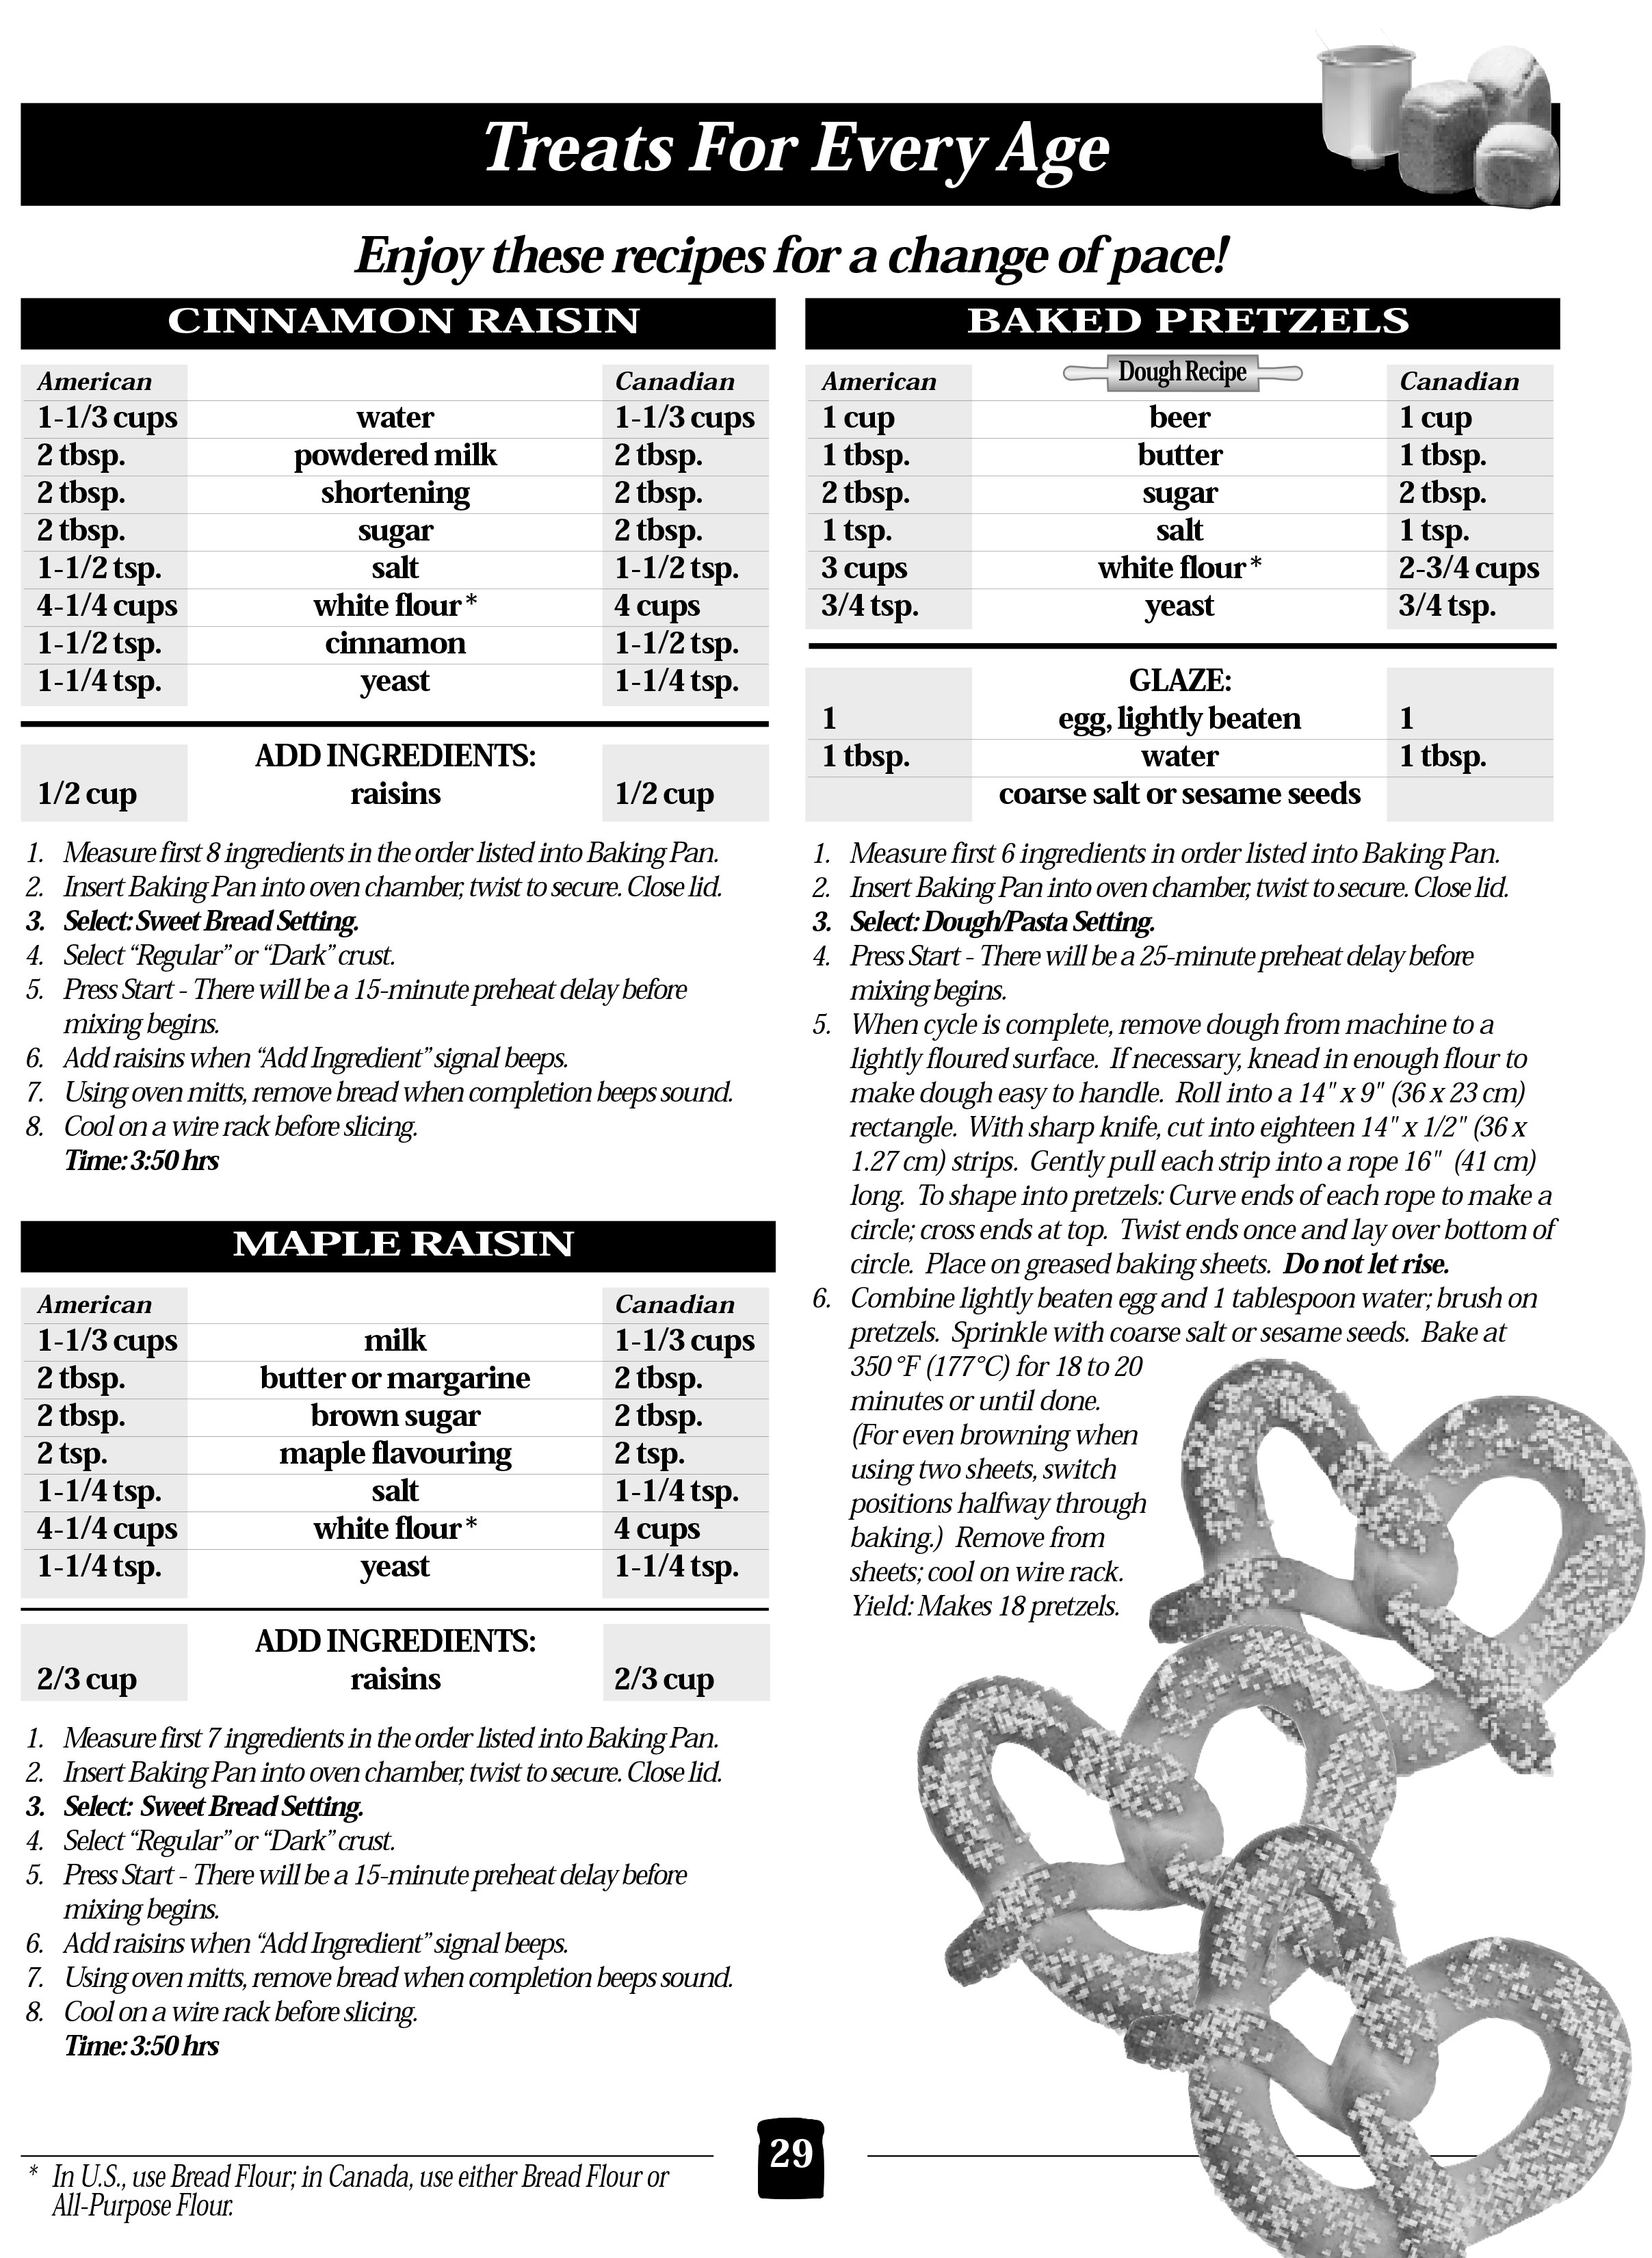 Treats For Every Age
Enjoy these recipes for a change of pace!
CINNAMON RAISIN
American Canadian
1-1/3 cups water 1-1/3 cups
2 tbsp. powdered milk 2 tbsp.
2 tbsp. shortening 2 tbsp.
2 tbsp. sugar 2 tbsp.
1-1/2 tsp. salt 1-1/2 tsp.
4-1/4 cups white flour* 4 cups
1-1/2 tsp. cinnamon 1-1/2 tsp.
1-1/4 tsp. yeast 1-1/4 tsp.
ADD INGREDIENTS:
1/2 cup raisins 1/2 cup
1. Measure first 8 ingredients in the order listed into Baking Pan.
2. Insert Baking Pan into oven chamber, twist to secure. Close lid.
3. Select: Sweet Bread Setting.
4. Select “Regular” or “Dark” crust.
5. Press Start - There will be a 15-minute preheat delay before
mixing begins.
6. Add raisins when “Add Ingredient” signal beeps.
7. Using oven mitts, remove bread when completion beeps sound.
8. Cool on a wire rack before slicing.
Time: 3:50 hrs
MAPLE RAISIN
American Canadian
1-1/3 cups milk 1-1/3 cups
2 tbsp. butter or margarine 2 tbsp.
2 tbsp. brown sugar 2 tbsp.
2 tsp. maple flavouring 2 tsp.
1-1/4 tsp. salt 1-1/4 tsp.
4-1/4 cups white flour* 4 cups
1-1/4 tsp. yeast 1-1/4 tsp.
ADD INGREDIENTS:
2/3 cup raisins 2/3 cup
1. Measure first 7 ingredients in the order listed into Baking Pan.
2. Insert Baking Pan into oven chamber, twist to secure. Close lid.
3. Select: Sweet Bread Setting.
4. Select “Regular” or “Dark” crust.
5. Press Start - There will be a 15-minute preheat delay before
mixing begins.
6. Add raisins when “Add Ingredient” signal beeps.
7. Using oven mitts, remove bread when completion beeps sound.
8. Cool on a wire rack before slicing.
Time: 3:50 hrs
BAKED PRETZELS
American Dough Recipe Canadian
1 cup beer 1 cup
1 tbsp. butter 1 tbsp.
2 tbsp. sugar 2 tbsp.
1 tsp. salt 1 tsp.
3 cups white flour* 2-3/4 cups
3/4 tsp. yeast 3/4 tsp.
GLAZE:
1 egg, lightly beaten 1
1 tbsp. water 1 tbsp.
coarse salt or sesame seeds
1. Measure first 6 ingredients in order listed into Baking Pan.
2. Insert Baking Pan into oven chamber, twist to secure. Close lid.
3. Select: Dough/Pasta Setting.
4. Press Start - There will be a 25-minute preheat delay before
mixing begins.
5. When cycle is complete, remove dough from machine to a
lightly floured surface. If necessary, knead in enough flour to
make dough easy to handle. Roll into a 14" x 9" (36 x 23 cm)
rectangle. With sharp knife, cut into eighteen 14" x 1/2" (36 x
1.27 cm) strips. Gently pull each strip into a rope 16" (41 cm)
long. To shape into pretzels: Curve ends of each rope to make a
circle; cross ends at top. Twist ends once and lay over bottom of
circle. Place on greased baking sheets. Do not let rise.
6. Combine lightly beaten egg and 1 tablespoon water; brush on
pretzels. Sprinkle with coarse salt or sesame seeds. Bake at
350°F (177°C) for 18 to 20
minutes or until done.
(For even browning when
using two sheets, switch
positions halfway through
baking.) Remove from
sheets; cool on wire rack.
Yield: Makes 18 pretzels.
29
* In U.S., use Bread Flour; in Canada, use either Bread Flour or
All-Purpose Flour.